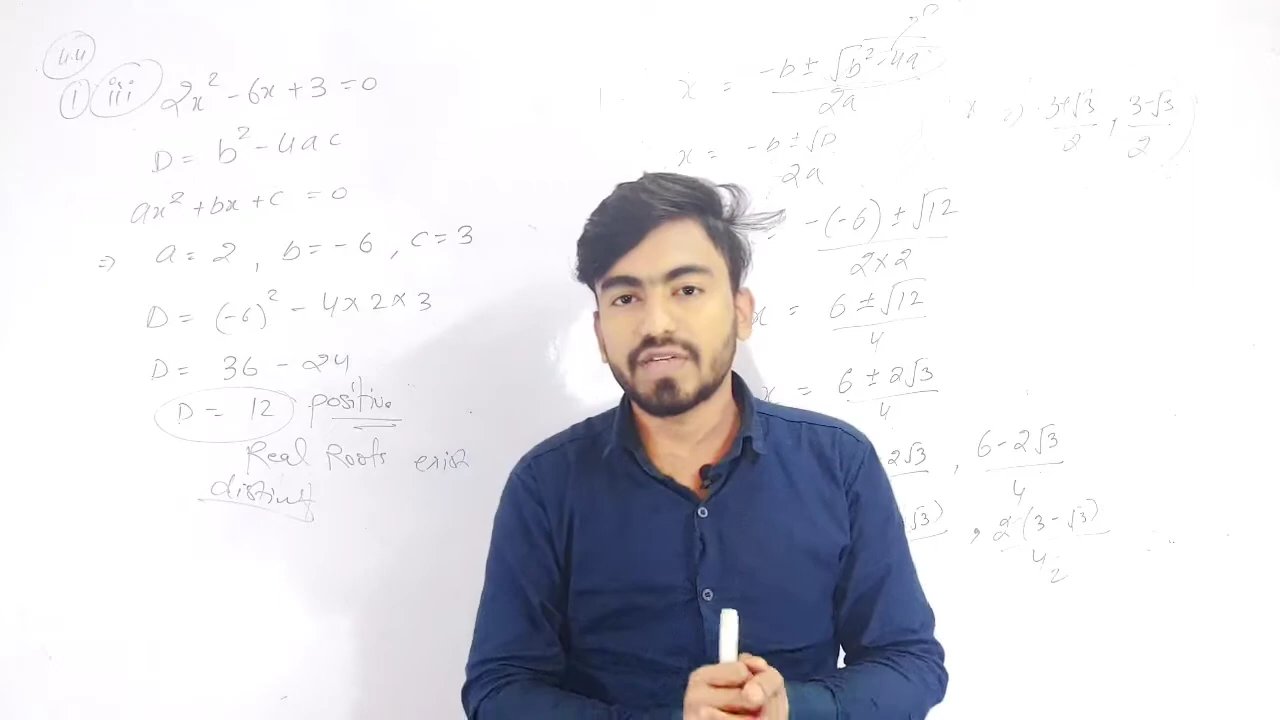 4.4
1 iii 2x² - 6x + 3 = 0
D = b² - 4ac
ax² + bx + c = 0
⇒ a = 2 , b = -6 , c = 3
D = (-6)² - 4×2×3
D = 36 - 24
D = 12 positive
Real Roots exist
distinct
x = -b ± √b² - 4a / 2a
x = -b ± √D / 2a
= -(-6) ± √12 / 2×2
x = 6 ± √12 / 4
x = 6 ± 2√3 / 4
2√3 , 6 - 2√3 / 4
√3) , 2(3 - √3) / 4 2
x ⇒ 3+√3 / 2 , 3-√3 / 2